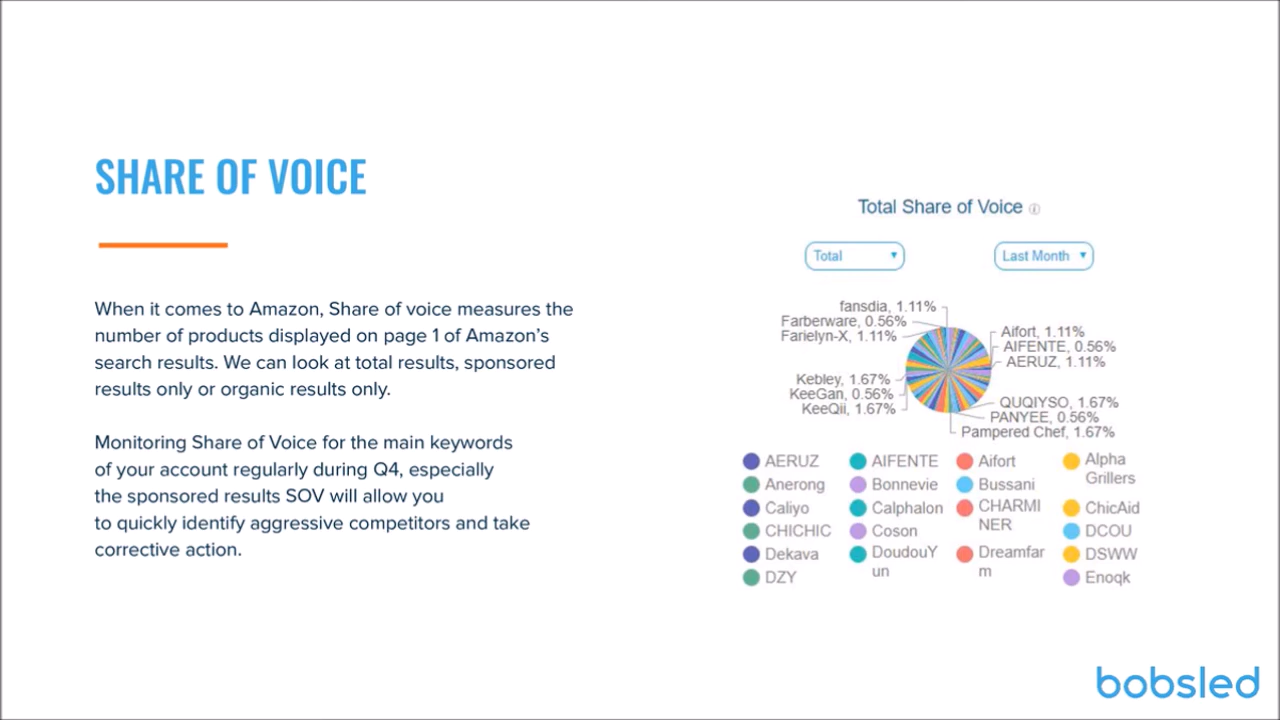 SHARE OF VOICE
When it comes to Amazon, Share of voice measures the
number of products displayed on page 1 of Amazon's
search results. We can look at total results, sponsored
results only or organic results only.
Monitoring Share of Voice for the main keywords
of your account regularly during Q4, especially
the sponsored results SOV will allow you
to quickly identify aggressive competitors and take
corrective action.
Total Share of Voice
Total
Last Month
fansdia, 1.11%
Farberware, 0.56%
Farielyn-X, 1.11%
Kebley, 1.67%
KeeGan, 0.56%
KeeQii, 1.67%
Aifort, 1.11%
AIFENTE, 0.56%
AERUZ, 1.11%
QUQIYSO, 1.67%
PANYEE, 0.56%
Pampered Chef, 1.67%
AERUZ
AIFENTE
Aifort
Alpha
Grillers
Anerong
Bonnevie
Bussani
Caliyo
Calphalon
CHARMI
NER
ChicAid
CHICHIC
Coson
DCOU
Dekava
DoudouY
un
Dreamfar
m
DSWW
DZY
Enoqk
bobsled